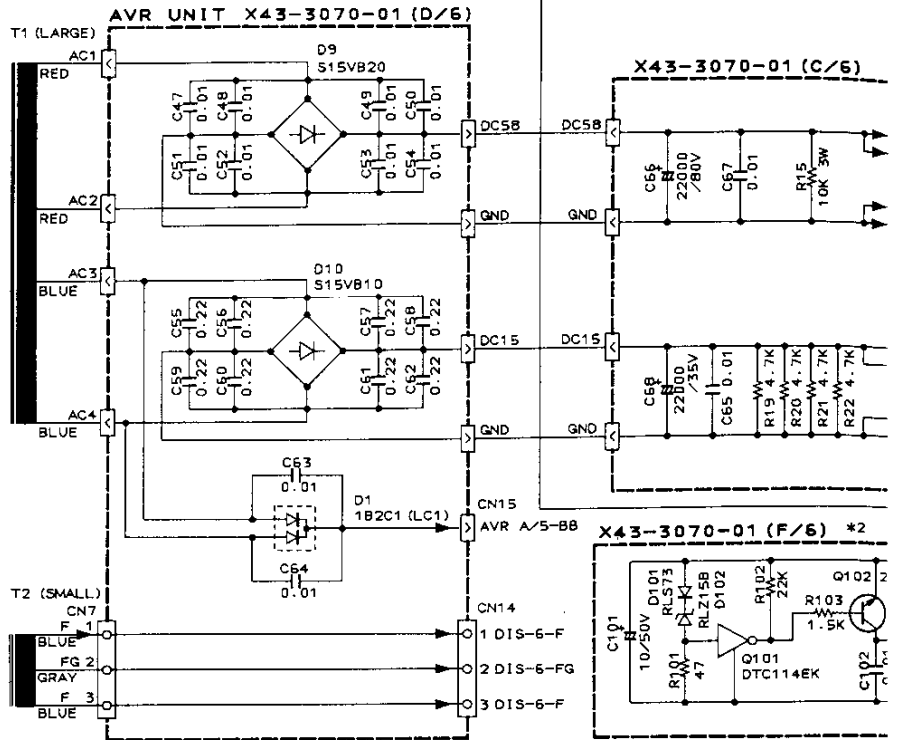 AVR UNIT X43-3070-01 (D/6)
T1 (LARGE)
AC1
RED
D9
S15VB20
C47
0.01
C48
0.01
C49
0.01
C50
0.01
C51
0.01
C52
0.01
C53
0.01
C54
0.01
DC58
AC2
RED
GND
AC3
BLUE
D10
S15VB10
C55
0.22
C56
0.22
C57
0.22
C58
0.22
C59
0.22
C60
0.22
C61
0.22
C62
0.22
DC15
AC4
BLUE
GND
C63
0.01
D1
1B2C1 (LC1)
CN15
AVR A/5-B8
C64
0.01
T2 (SMALL)
CN7
F 1
BLUE
FG 2
GRAY
F 3
BLUE
CN14
1 DIS-6-F
2 DIS-6-FG
3 DIS-6-F
X43-3070-01 (C/6)
DC58
C66
22000
/80V
+
C67
0.01
R15
10K 3W
GND
DC15
C68
22000
/35V
+
C65 0.01
R19 4.7K
R20 4.7K
R21 4.7K
R22 4.7K
GND
X43-3070-01 (F/6) *2
C101
10/50V
+
D101
RLS73
RLZ15B
D102
R102
22K
R101
47
Q101
DTC114EK
R103
1.5K
Q102
C102